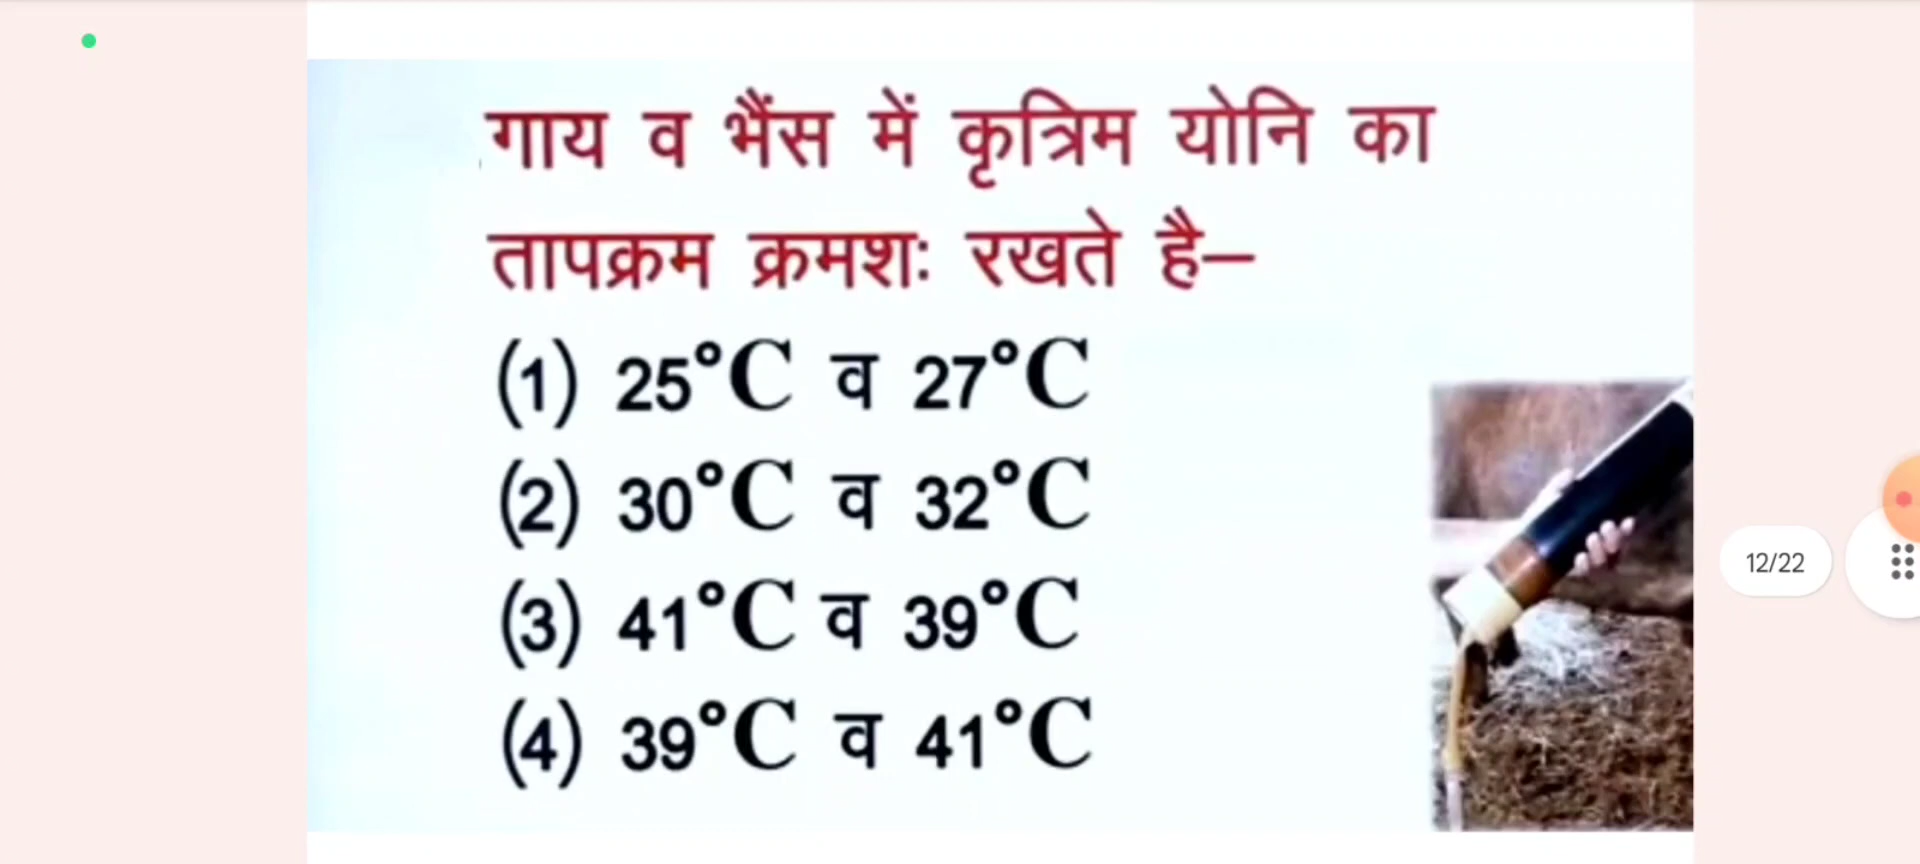 गाय व भैंस में कृत्रिम योनि का
तापक्रम क्रमशः रखते है–
(1) 25°C व 27°C
(2) 30°C व 32°C
(3) 41°C व 39°C
(4) 39°C व 41°C
12/22